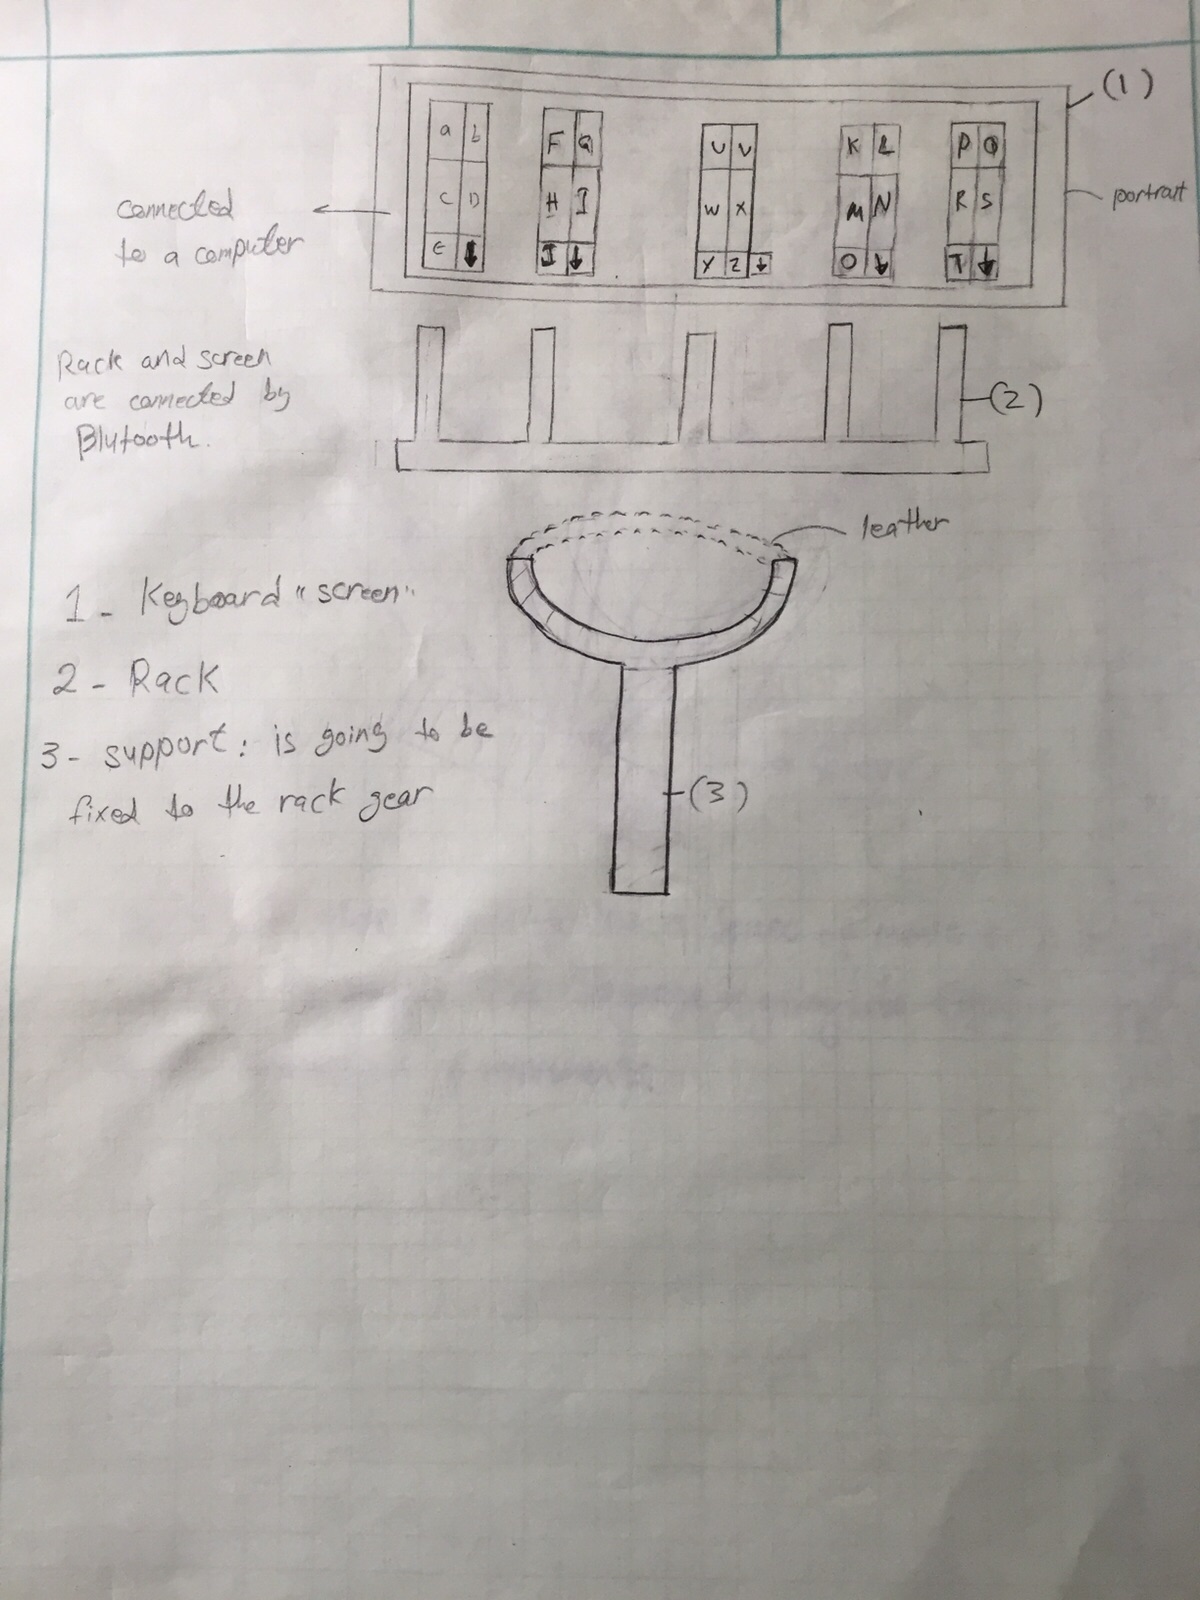 (1)
a b
C D
E ↓
F G
H I
I ↓
U V
W X
Y Z ↓
K L
M N
O ↓
P Q
R S
T ↓
portrait
connected
to a computer
Rack and screen
are connected by
Blutooth.
(2)
leather
1- Keyboard "screen"
2- Rack
3- support: is going to be
fixed to the rack gear
(3)